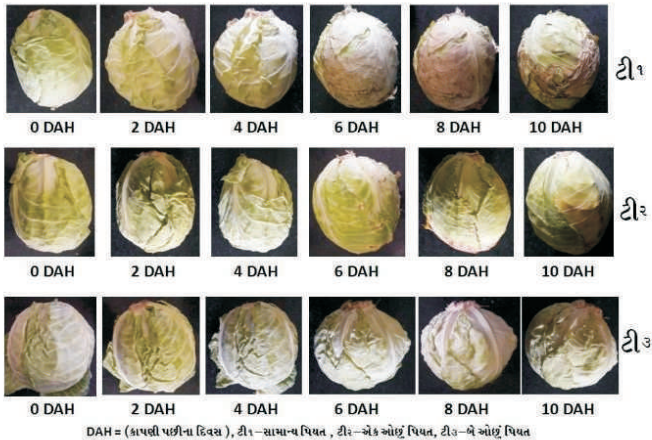 ટી૧
0 DAH 2 DAH 4 DAH 6 DAH 8 DAH 10 DAH
ટી૨
0 DAH 2 DAH 4 DAH 6 DAH 8 DAH 10 DAH
ટી૩
0 DAH 2 DAH 4 DAH 6 DAH 8 DAH 10 DAH
DAH = (કાપણી પછીના દિવસ), ટી૧-સામાન્ય પિયત, ટી૨-એક ઓછું પિયત, ટી૩-બે ઓછું પિયત